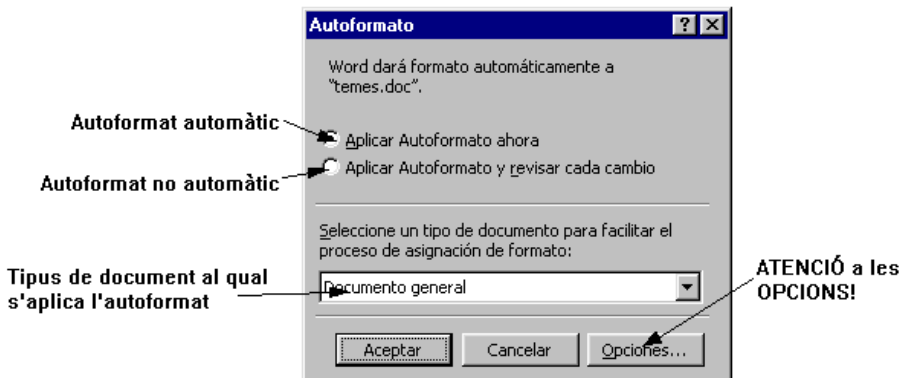 Autoformato
Word dará formato automáticamente a
"temes.doc".
Autoformat automàtic
Aplicar Autoformato ahora
Autoformat no automàtic
Aplicar Autoformato y revisar cada cambio
Seleccione un tipo de documento para facilitar el
proceso de asignación de formato:
Tipus de document al qual
s'aplica l'autoformat
Documento general
ATENCIÓ a les
OPCIONS!
Aceptar
Cancelar
Opciones...